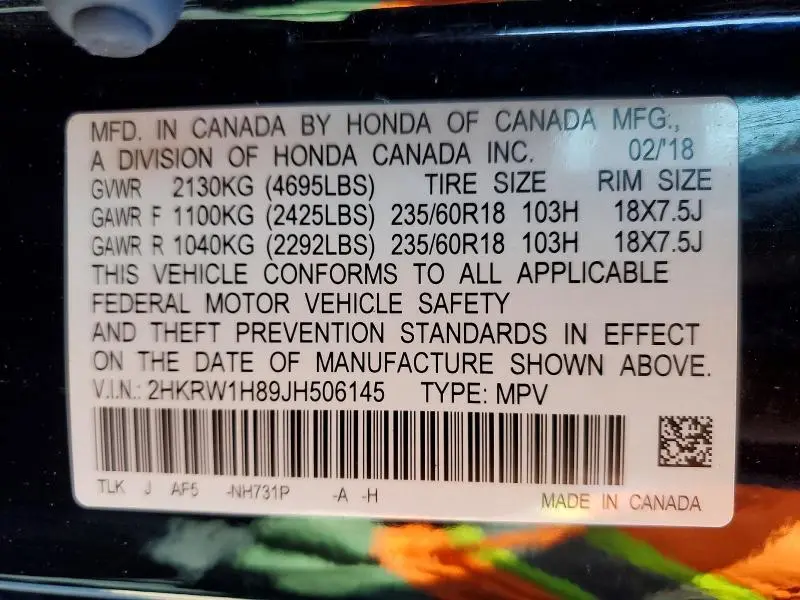 MFD. IN CANADA BY HONDA OF CANADA MFG.,
A DIVISION OF HONDA CANADA INC. 02/'18
GVWR 2130KG (4695LBS) TIRE SIZE RIM SIZE
GAWR F 1100KG (2425LBS) 235/60R18 103H 18X7.5J
GAWR R 1040KG (2292LBS) 235/60R18 103H 18X7.5J
THIS VEHICLE CONFORMS TO ALL APPLICABLE
FEDERAL MOTOR VEHICLE SAFETY
AND THEFT PREVENTION STANDARDS IN EFFECT
ON THE DATE OF MANUFACTURE SHOWN ABOVE.
V.I.N.: 2HKRW1H89JH506145 TYPE: MPV
TLK J AF5 -NH731P -A -H
MADE IN CANADA